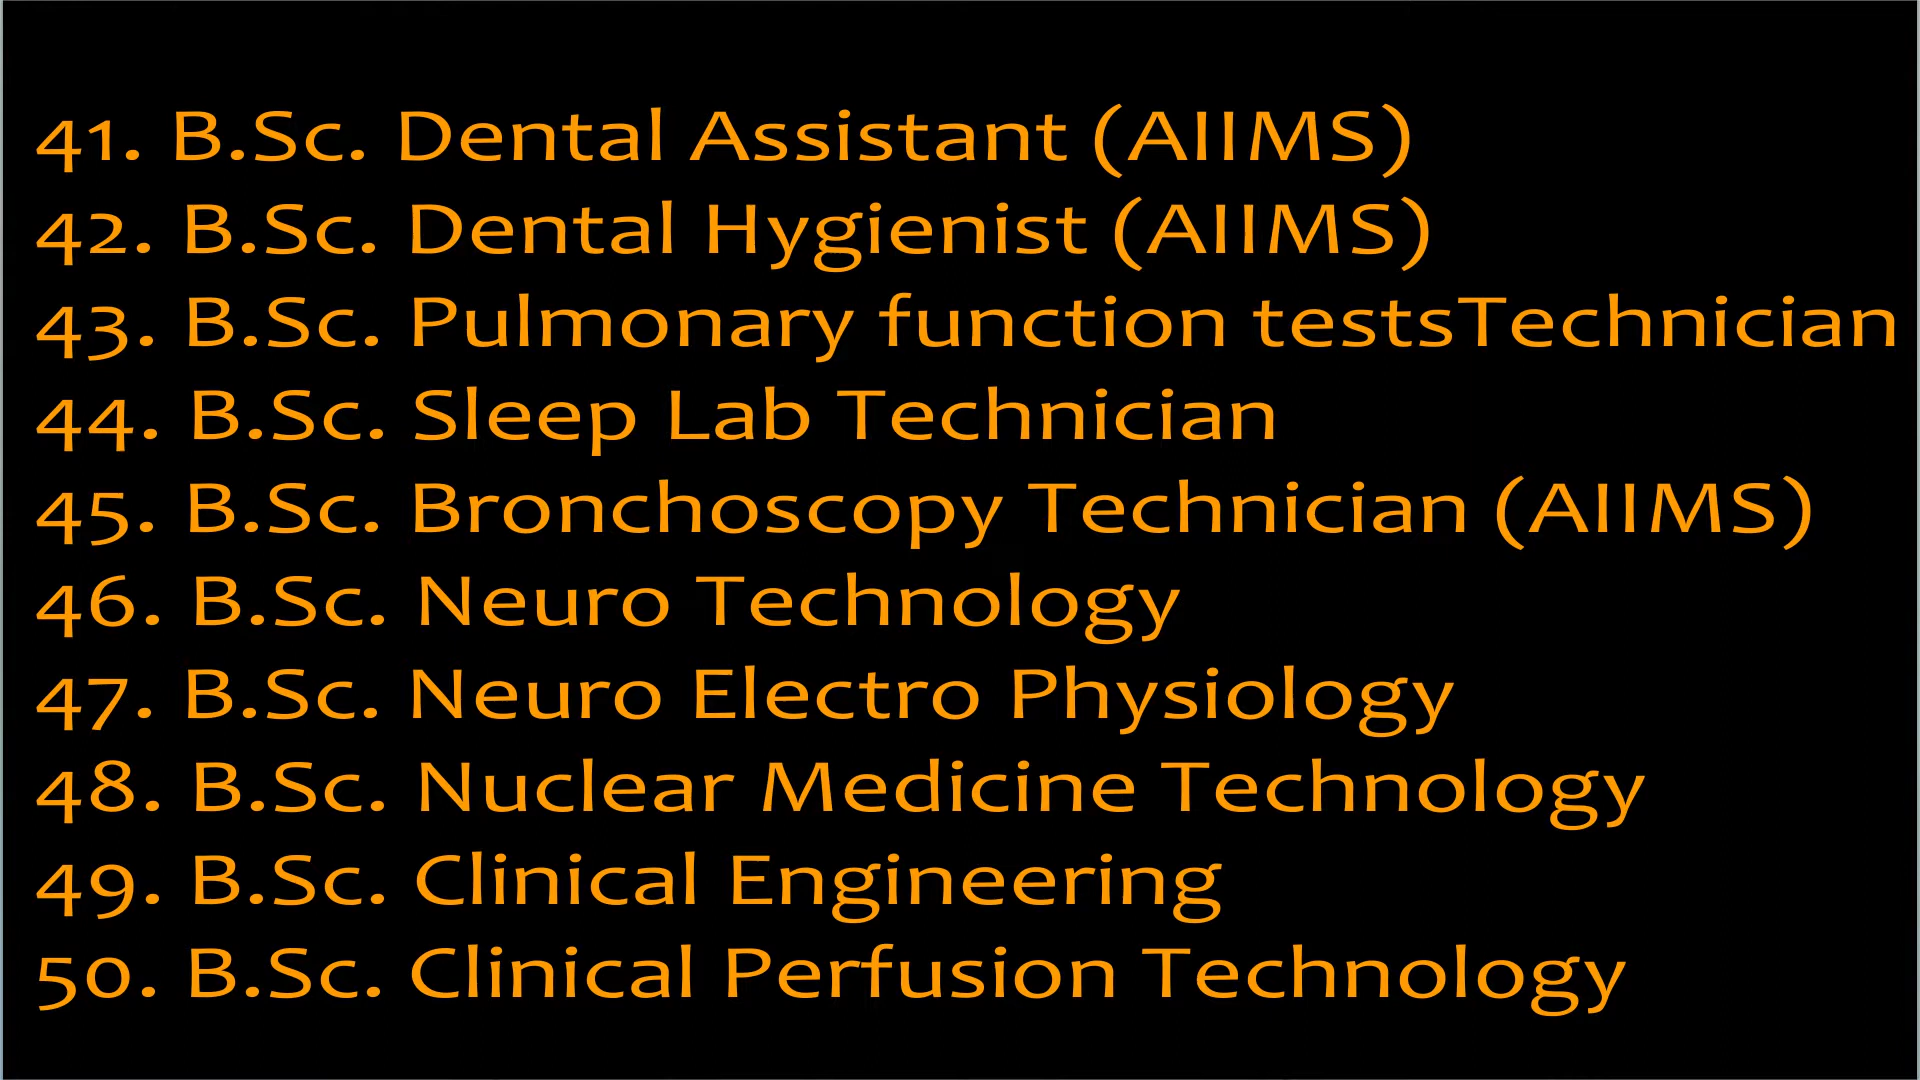 41. B.Sc. Dental Assistant (AIIMS)
42. B.Sc. Dental Hygienist (AIIMS)
43. B.Sc. Pulmonary function testsTechnician
44. B.Sc. Sleep Lab Technician
45. B.Sc. Bronchoscopy Technician (AIIMS)
46. B.Sc. Neuro Technology
47. B.Sc. Neuro Electro Physiology
48. B.Sc. Nuclear Medicine Technology
49. B.Sc. Clinical Engineering
50. B.Sc. Clinical Perfusion Technology